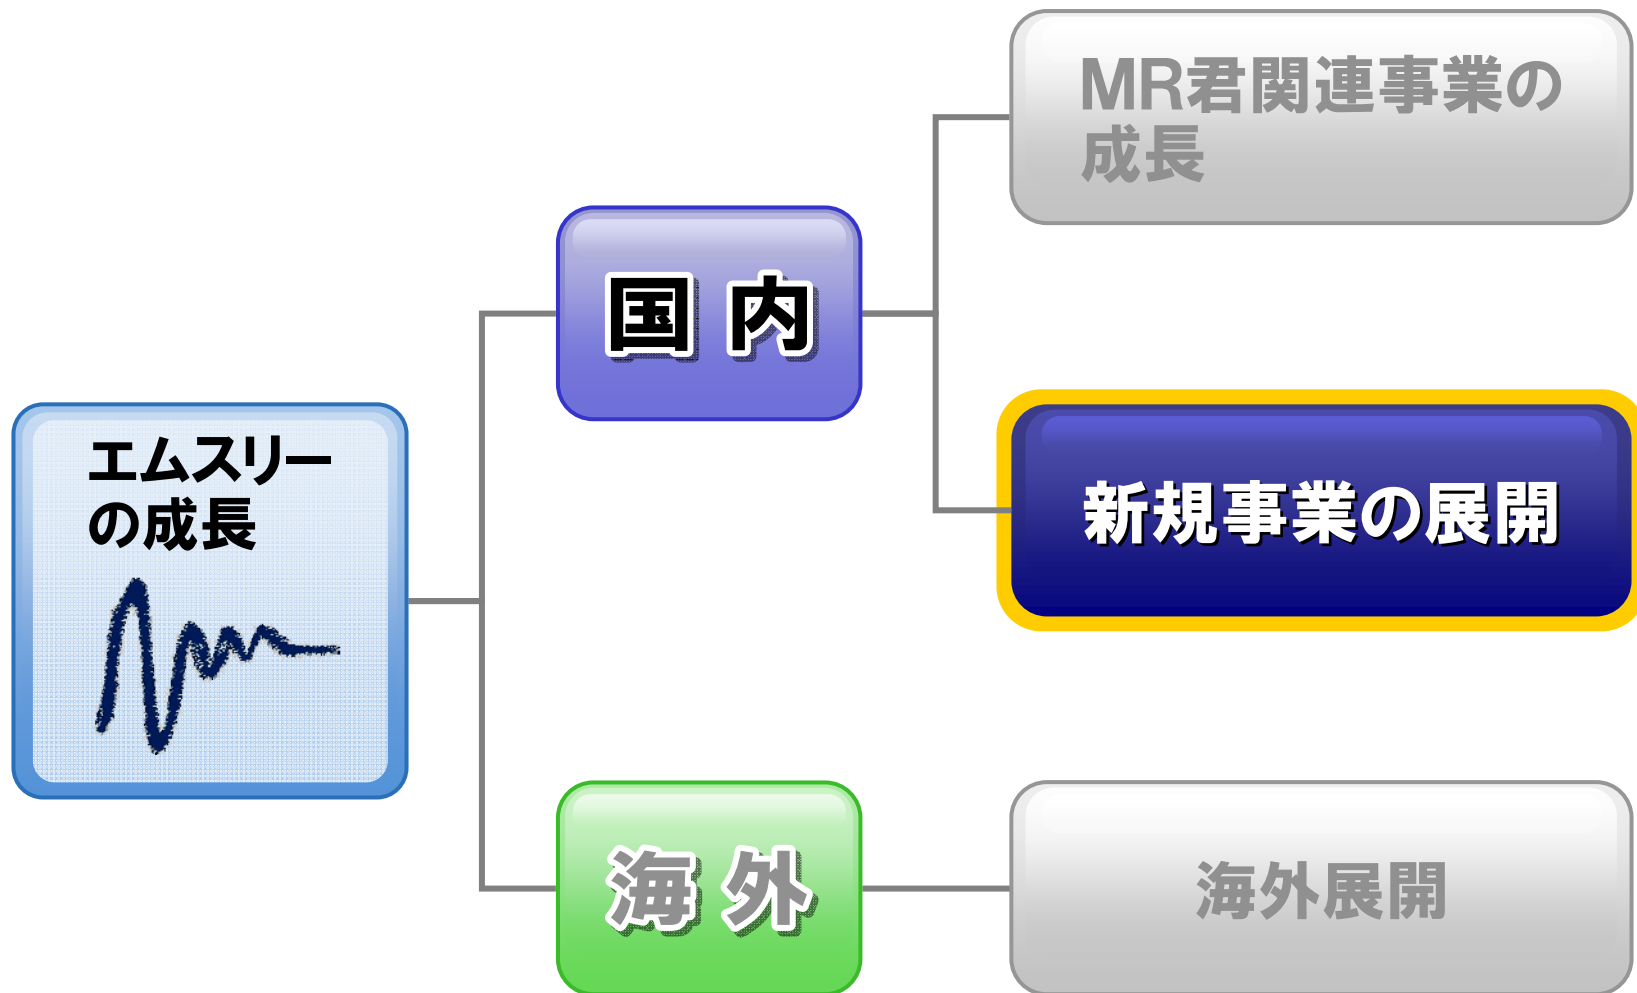 MR君関連事業の
成長
国内
エムスリー
の成長
新規事業の展開
海外
海外展開